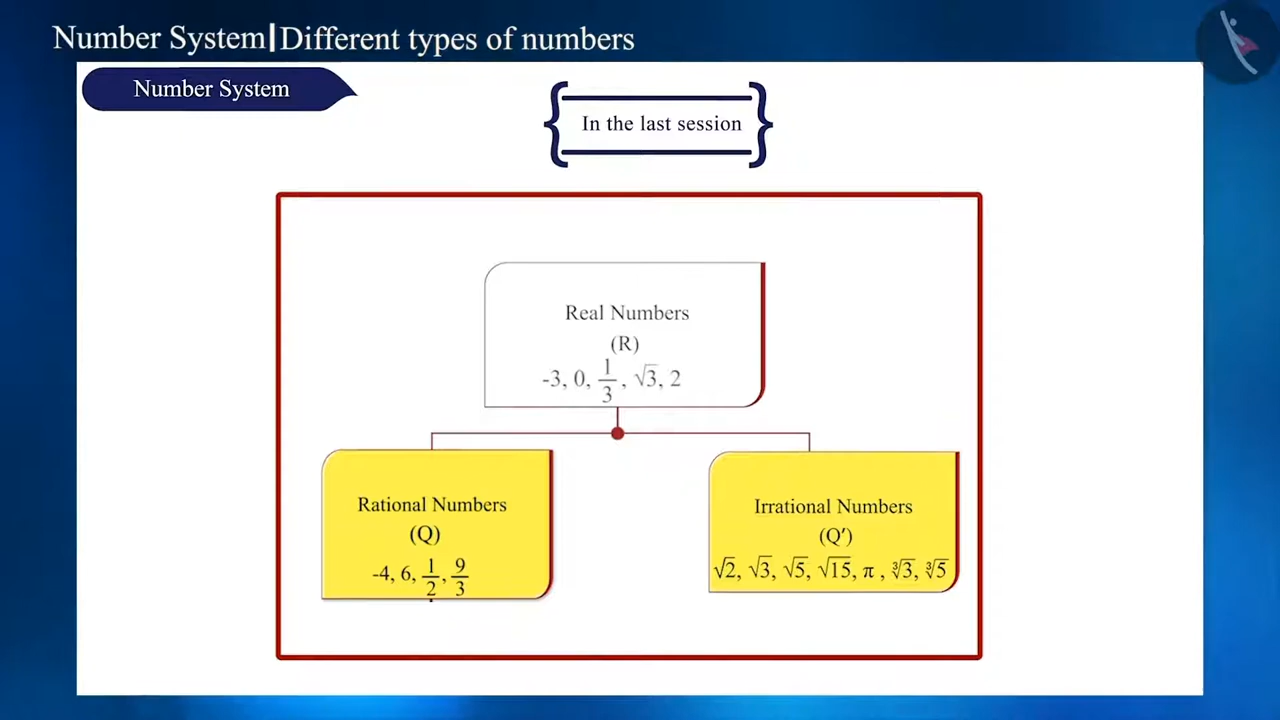 Number System|Different types of numbers
Number System
In the last session
Real Numbers
(R)
-3, 0, 1/3, √3, 2
Rational Numbers
(Q)
-4, 6, 1/2, 9/3
Irrational Numbers
(Q′)
√2, √3, √5, √15, π , ∛3, ∛5